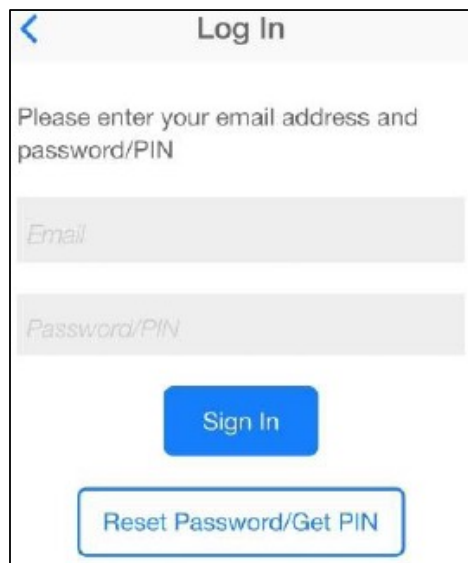 Log In
Please enter your email address and
password/PIN
Email
Password/PIN
Sign In
Reset Password/Get PIN